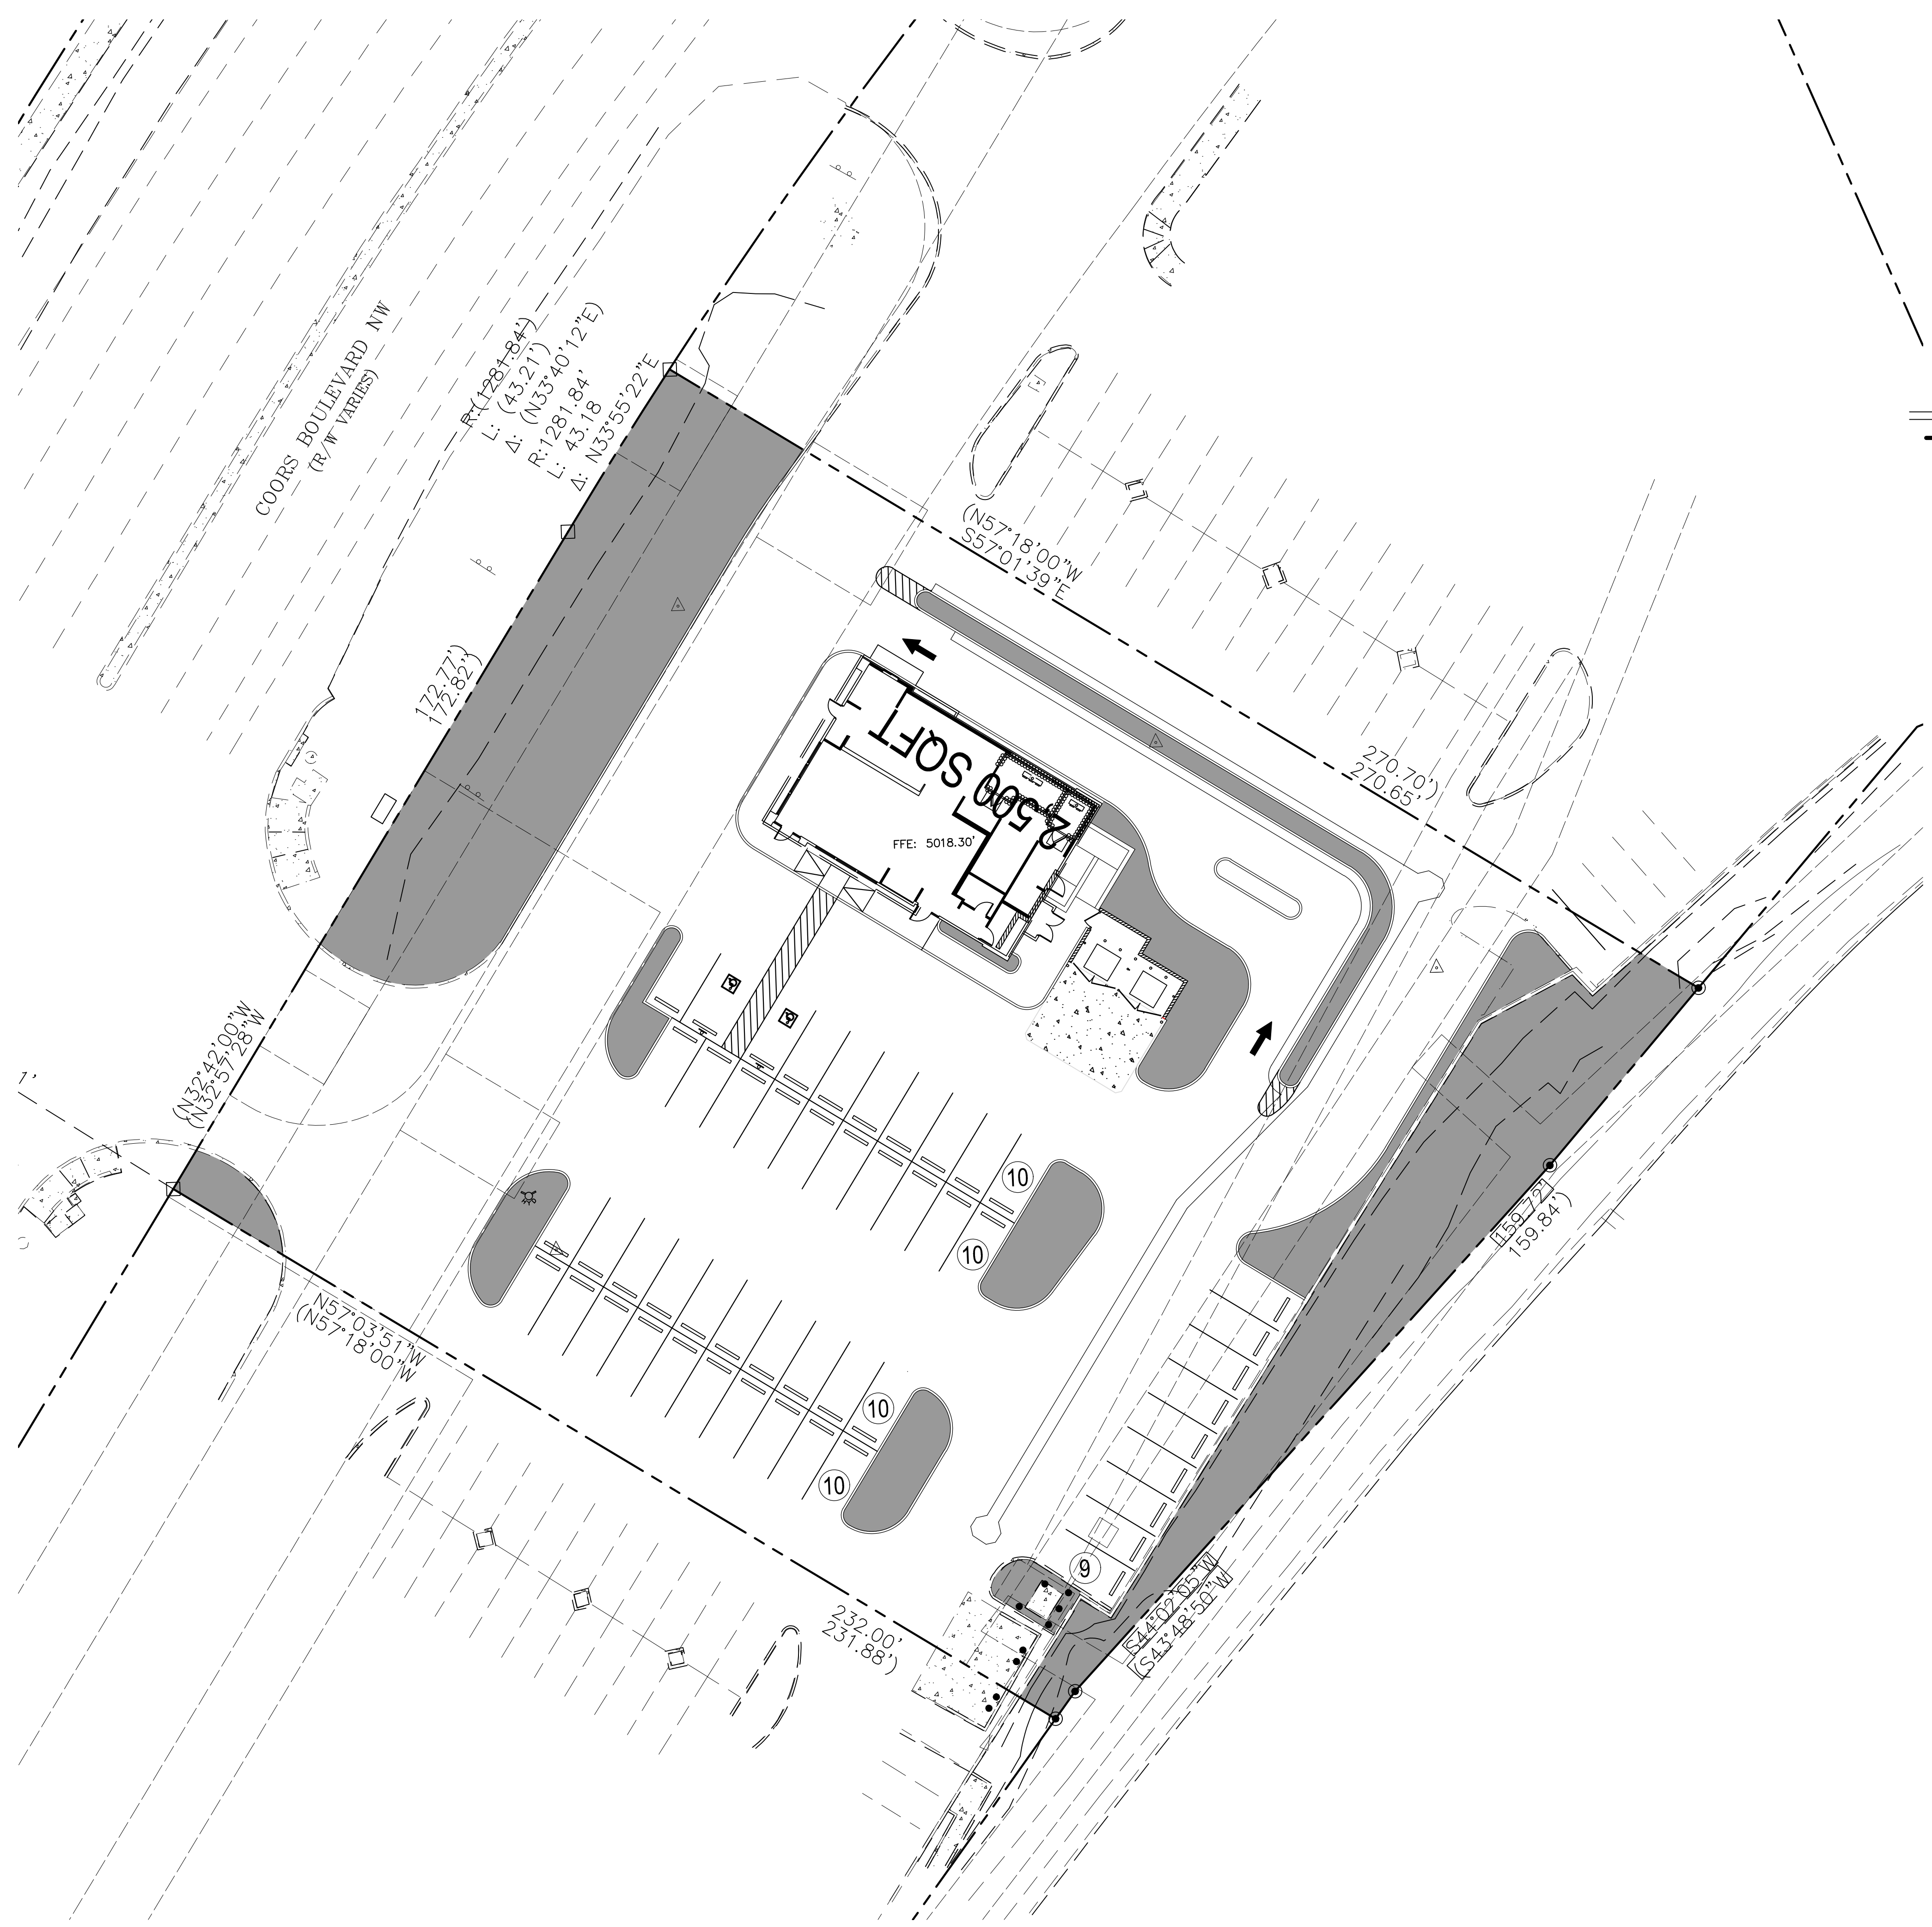 COORS BOULEVARD NW
(R/W VARIES)
R:(1281.84')
L: (43.21')
Δ: (N33°40'12"E)
R:1281.84'
L: 43.18
Δ: N33°55'22"E
(N57°18'00"W
S57°01'39"E
172.77')
172.82')
2,500 SQFT
FFE: 5018.30'
270.70')
270.65'
(N32°42'00"W
(N32°57'28"W
1'
10
10
159.72'
159.84')
N57°03'51"W
(N57°18'00"W
10
10
9
S44°02'05"W
(S43°48'50"W
232.00'
231.88')